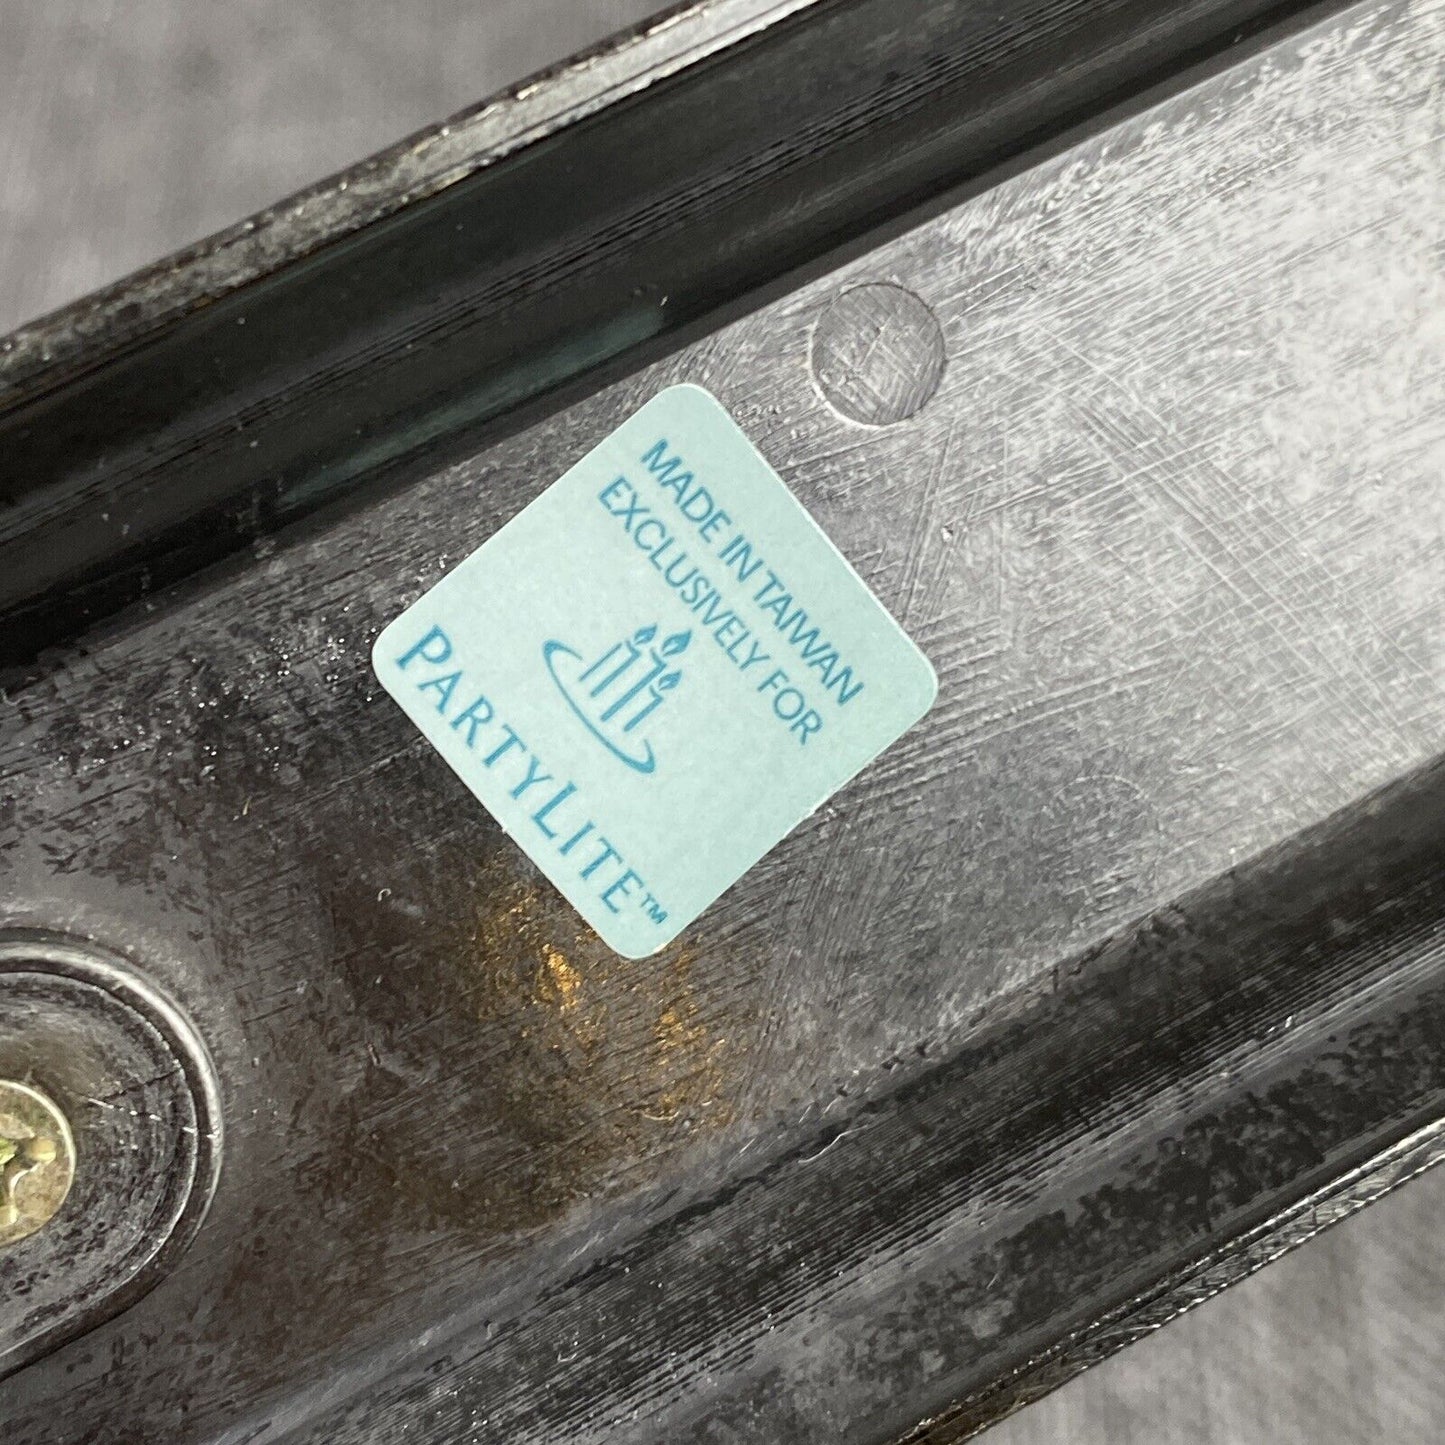 MADE IN TAIWAN
EXCLUSIVELY FOR
PARTYLITE™